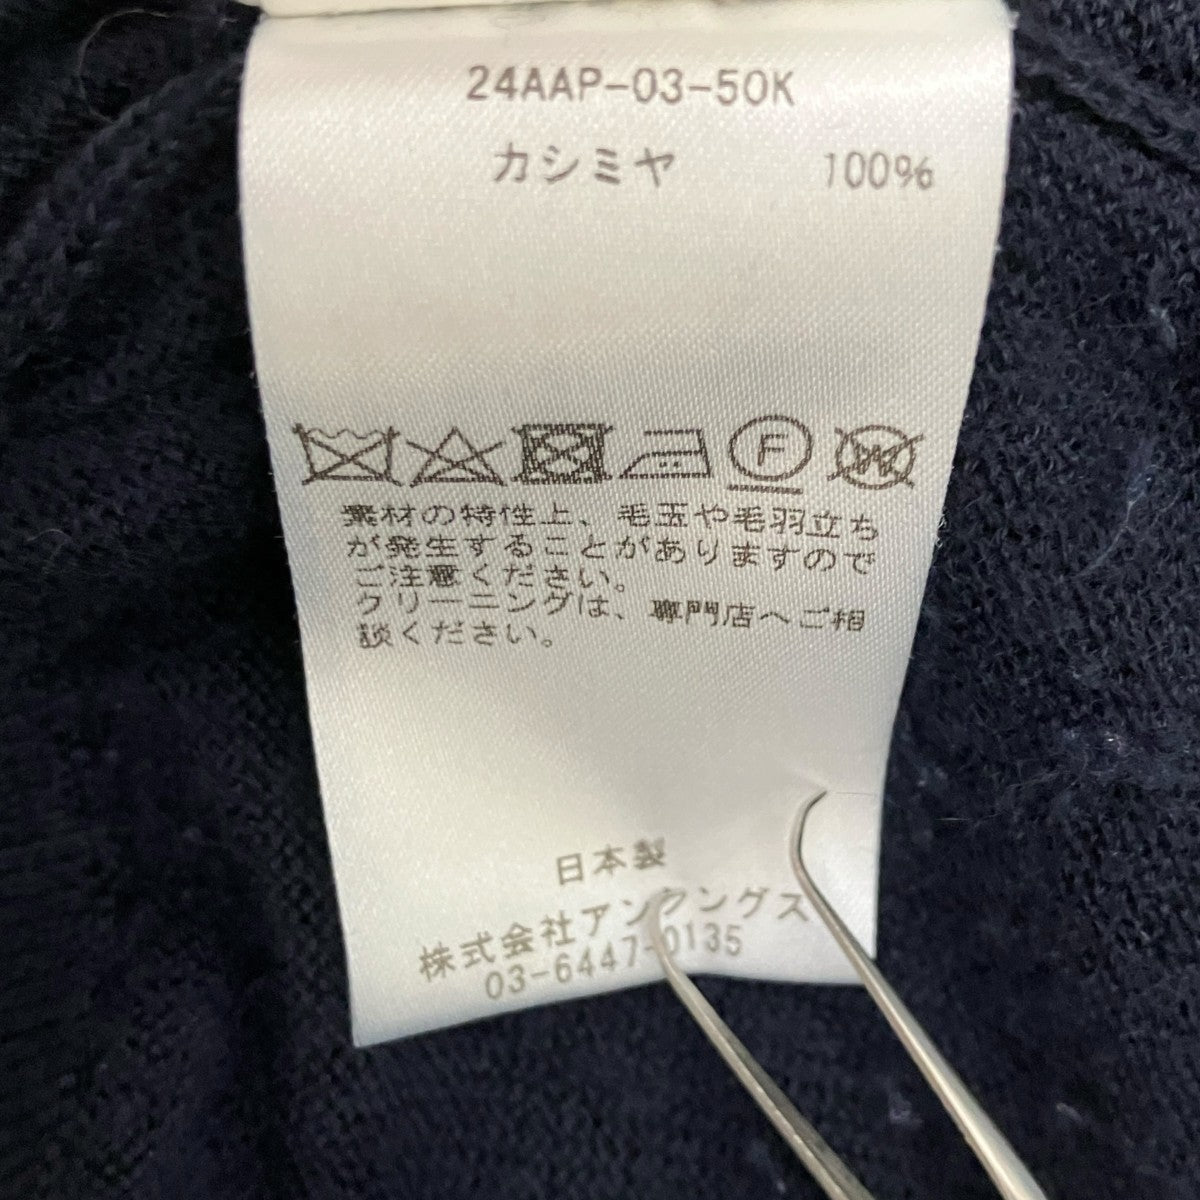 24AAP-03-50K
カシミヤ 100%
F
W
素材の特性上、毛玉や毛羽立ち
が発生することがありますので
ご注意ください。
クリーニングは、専門店へご相
談ください。
日本製
株式会社アングングス
03-6447-0135